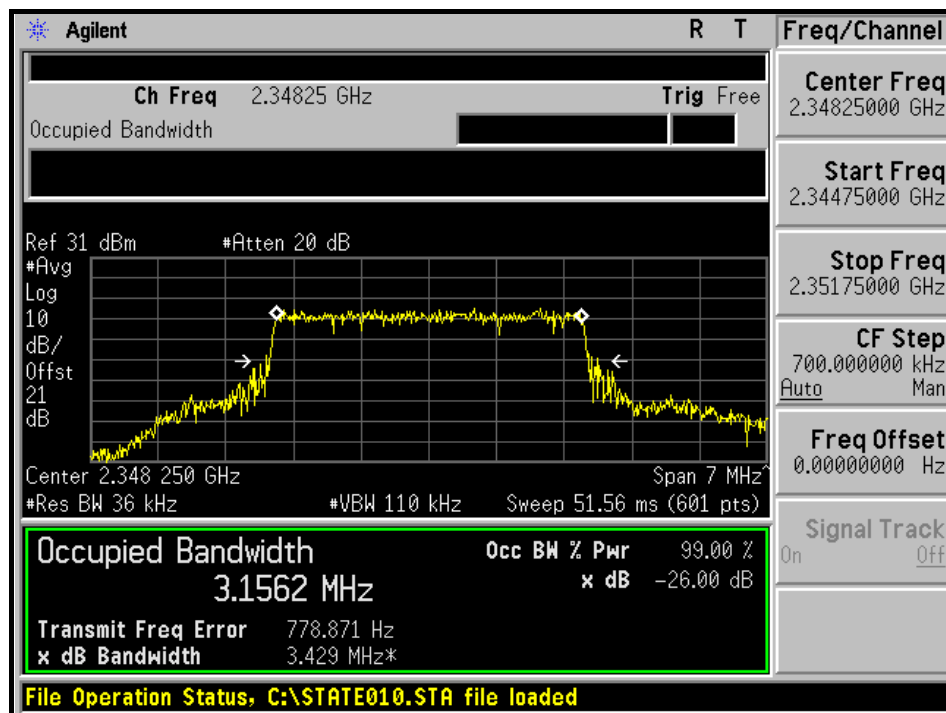 Agilent R T
Freq/Channel
Ch Freq 2.34825 GHz Trig Free
Occupied Bandwidth
Center Freq
2.34825000 GHz
Start Freq
2.34475000 GHz
Stop Freq
2.35175000 GHz
CF Step
700.000000 kHz
Auto Man
Freq Offset
0.00000000 Hz
Signal Track
On Off
Ref 31 dBm #Atten 20 dB
#Avg
Log
10
dB/
Offst
21
dB
Center 2.348 250 GHz Span 7 MHz^
#Res BW 36 kHz #VBW 110 kHz Sweep 51.56 ms (601 pts)
Occupied Bandwidth
3.1562 MHz
Occ BW % Pwr 99.00 %
x dB -26.00 dB
Transmit Freq Error 778.871 Hz
x dB Bandwidth 3.429 MHz*
File Operation Status, C:\STATE010.STA file loaded